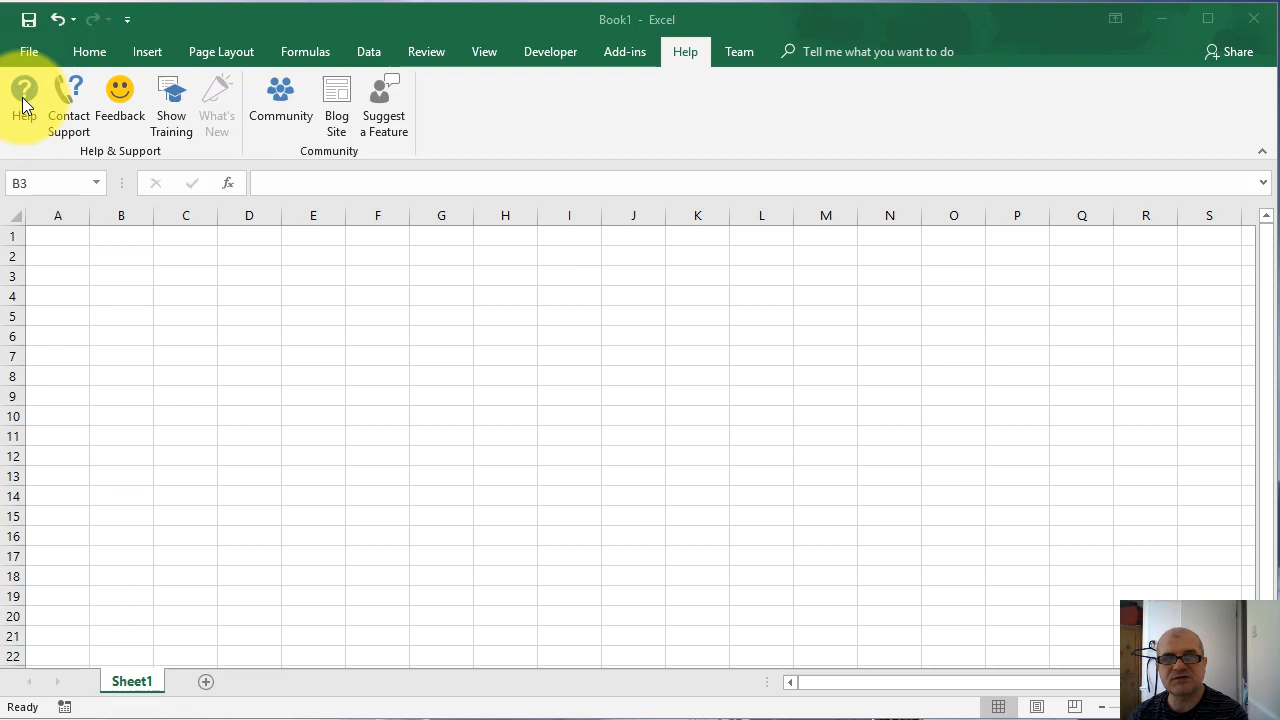 Book1 - Excel
File Home Insert Page Layout Formulas Data Review View Developer Add-ins Help Team Tell me what you want to do Share
Help Contact Support Feedback Show Training What's New Community Blog Site Suggest a Feature
Help & Support Community
B3 fx
A B C D E F G H I J K L M N O P Q R S
1
2
3
4
5
6
7
8
9
10
11
12
13
14
15
16
17
18
19
20
21
22
Sheet1
Ready